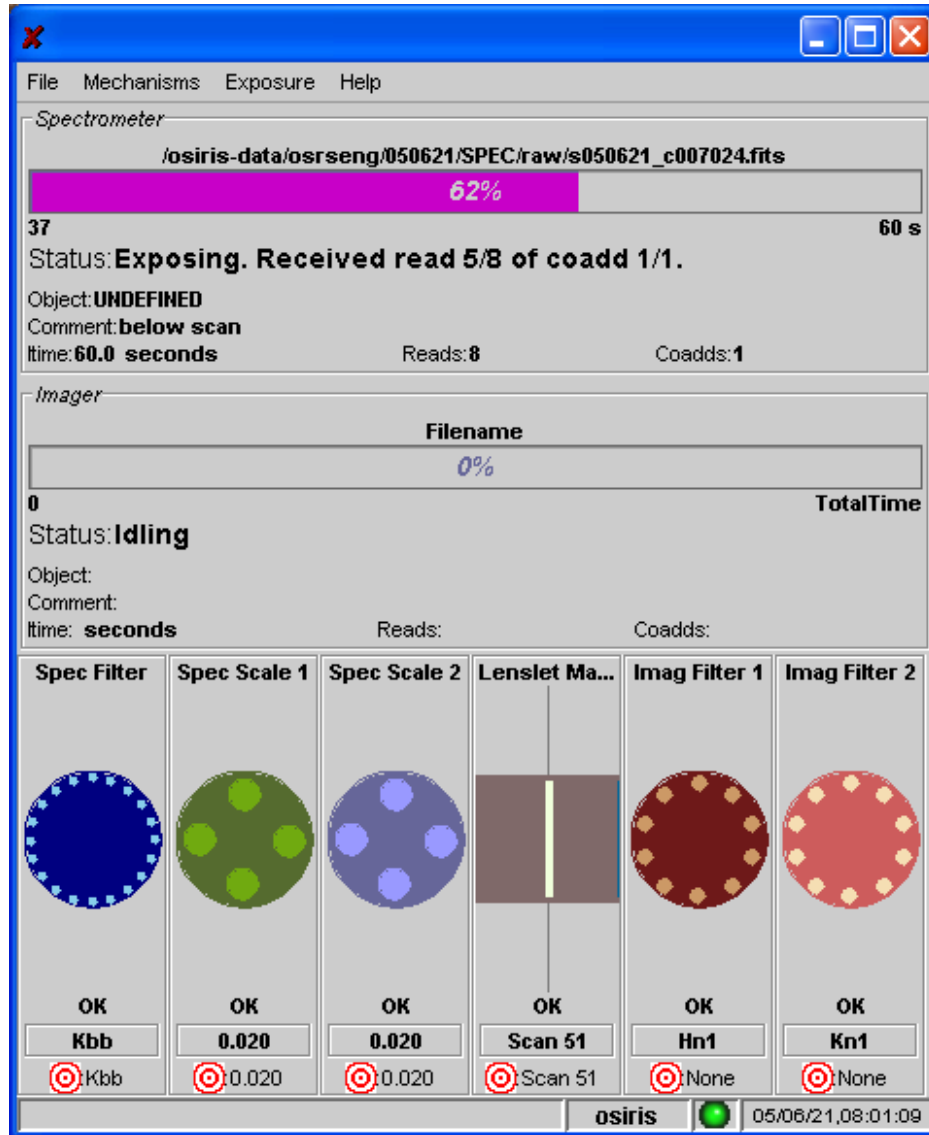 File Mechanisms Exposure Help
Spectrometer
/osiris-data/osrseng/050621/SPEC/raw/s050621_c007024.fits
62%
37 60 s
Status:Exposing. Received read 5/8 of coadd 1/1.
Object:UNDEFINED
Comment:below scan
Itime:60.0 seconds Reads:8 Coadds:1
Imager
Filename
0%
0 TotalTime
Status:Idling
Object:
Comment:
Itime: seconds Reads: Coadds:
Spec Filter Spec Scale 1 Spec Scale 2 Lenslet Ma... Imag Filter 1 Imag Filter 2
OK OK OK OK OK OK
Kbb 0.020 0.020 Scan 51 Hn1 Kn1
:Kbb :0.020 :0.020 :Scan 51 :None :None
osiris 05/06/21,08:01:09